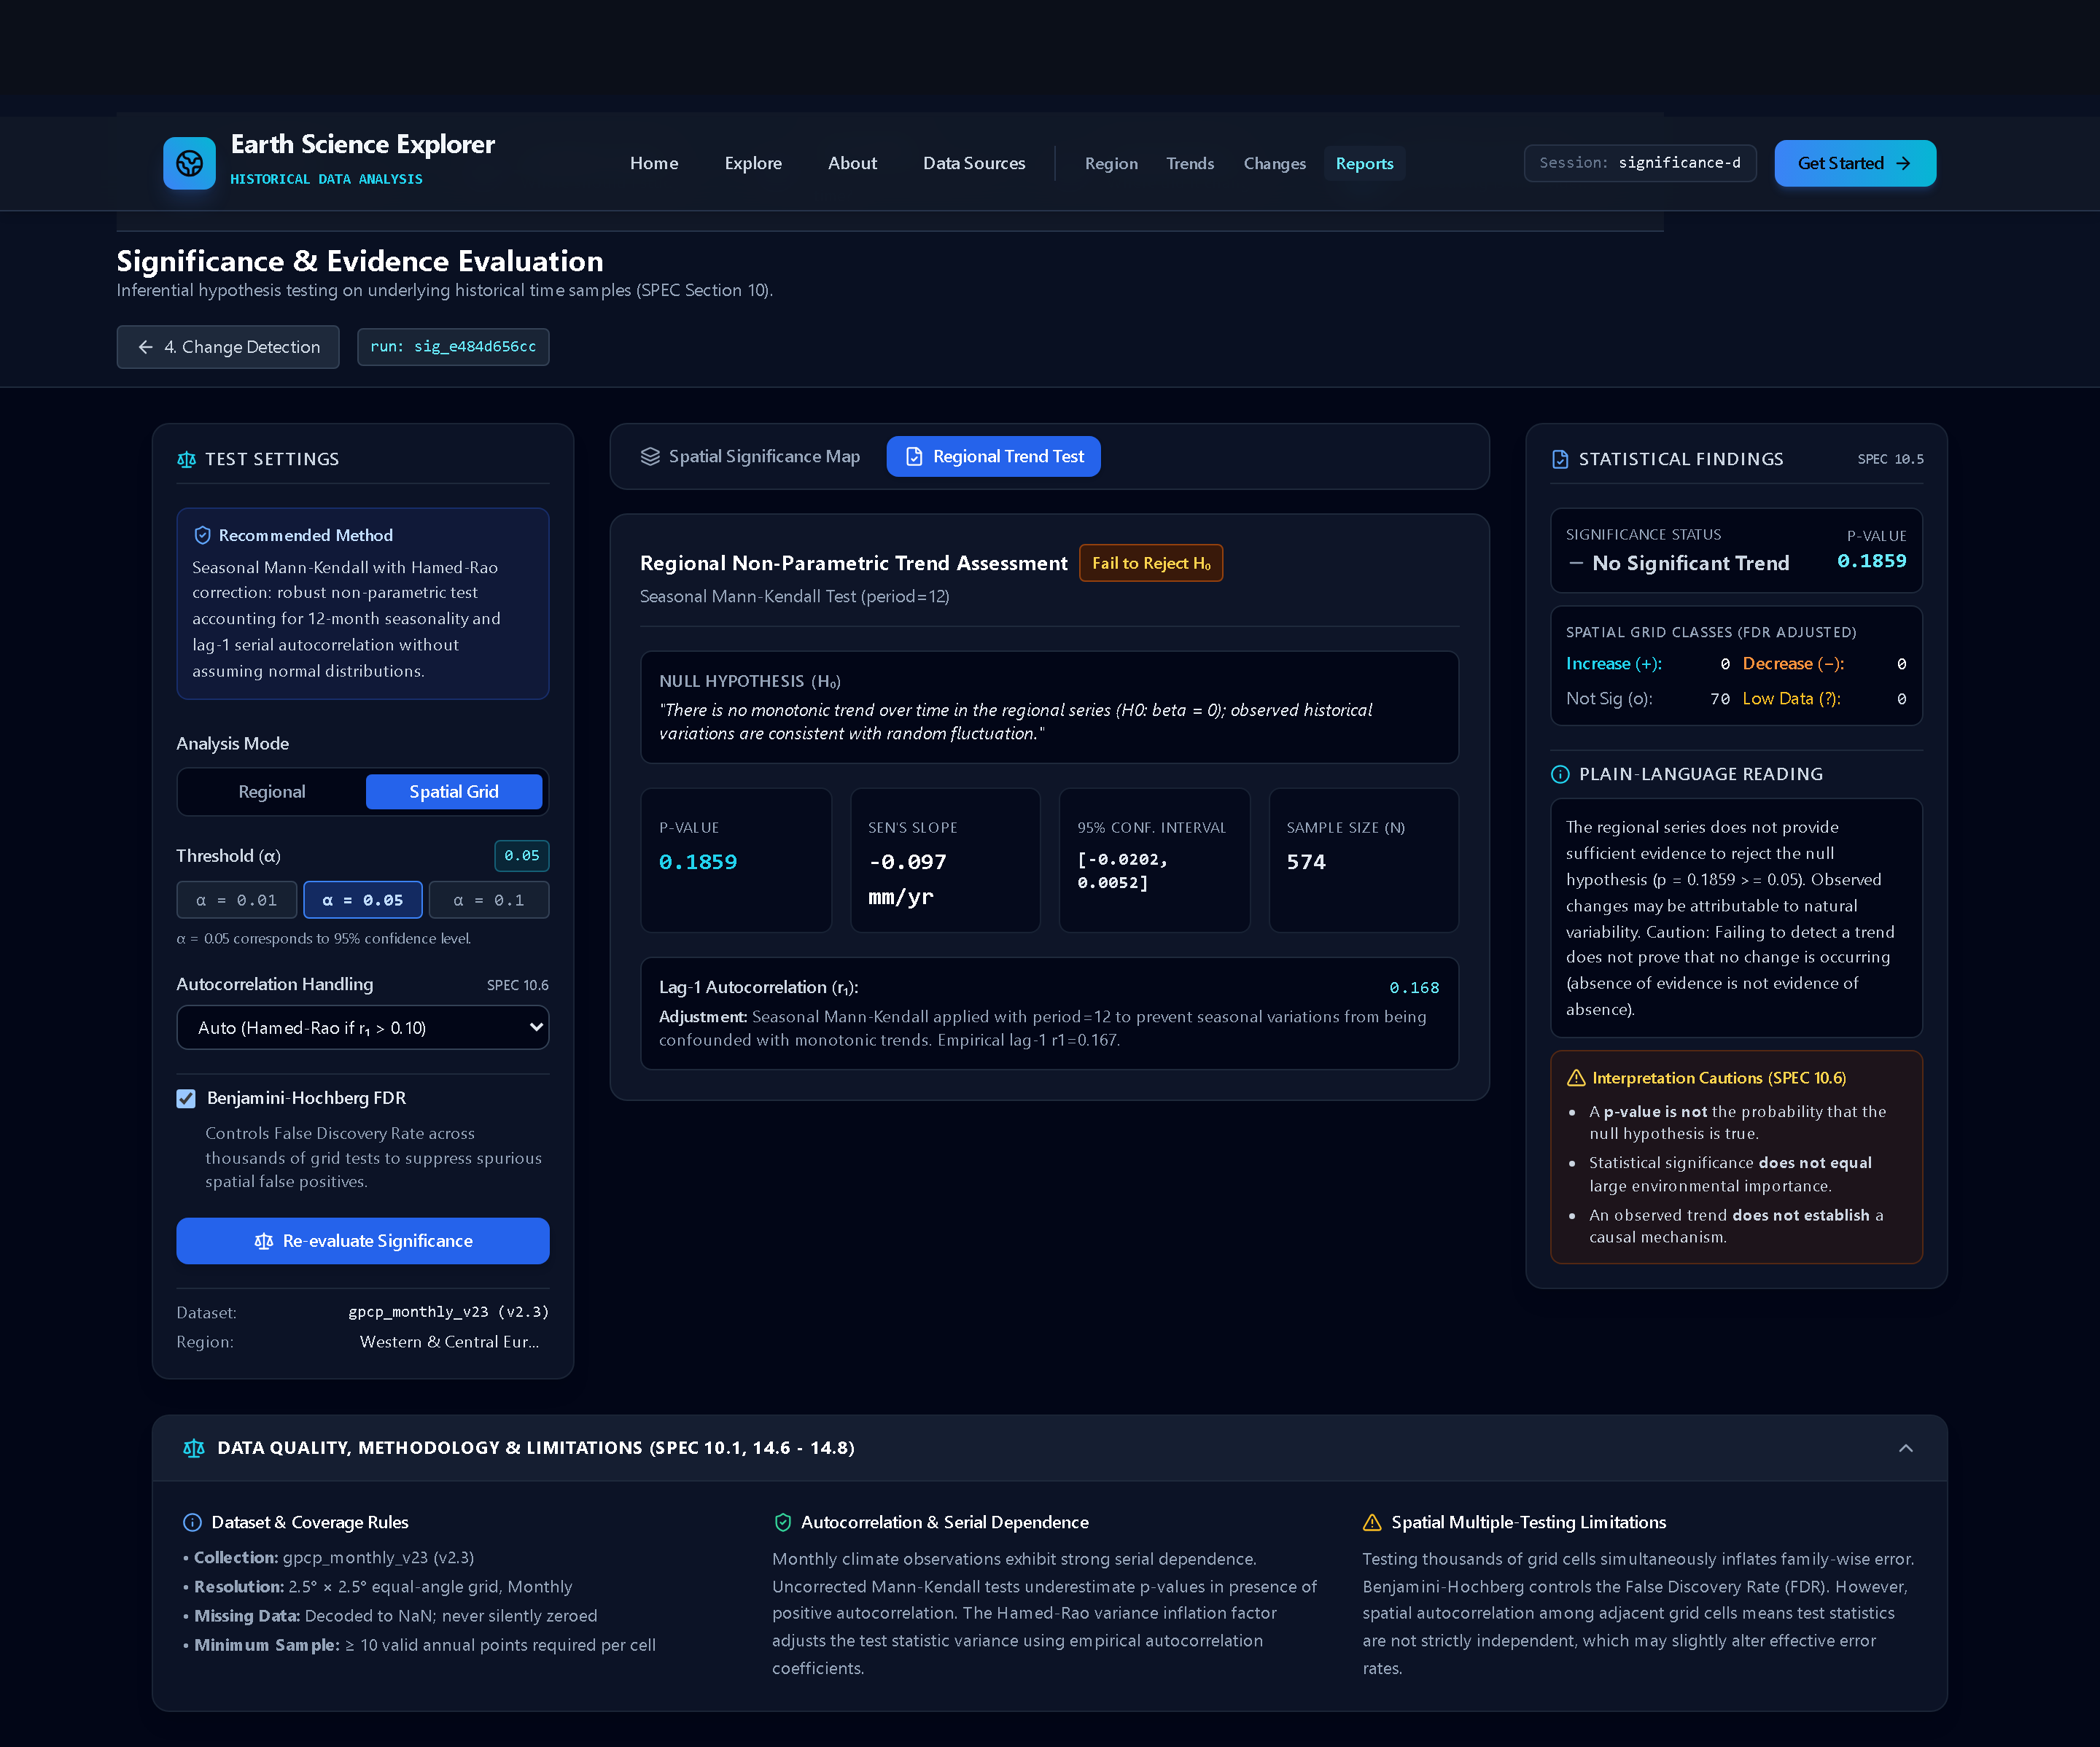 Earth Science Explorer
HISTORICAL DATA ANALYSIS
Home
Explore
About
Data Sources
Region
Trends
Changes
Reports
Session: significance-d
Get Started
Significance & Evidence Evaluation
Inferential hypothesis testing on underlying historical time samples (SPEC Section 10).
4. Change Detection
run: sig_e484d656cc
TEST SETTINGS
Recommended Method
Seasonal Mann-Kendall with Hamed-Rao
correction: robust non-parametric test
accounting for 12-month seasonality and
lag-1 serial autocorrelation without
assuming normal distributions.
Analysis Mode
Regional
Spatial Grid
Threshold (α)
0.05
α = 0.01
α = 0.05
α = 0.1
α = 0.05 corresponds to 95% confidence level.
Autocorrelation Handling
SPEC 10.6
Auto (Hamed-Rao if r₁ > 0.10)
Benjamini-Hochberg FDR
Controls False Discovery Rate across
thousands of grid tests to suppress spurious
spatial false positives.
Re-evaluate Significance
Dataset:
gpcp_monthly_v23 (v2.3)
Region:
Western & Central Eur...
Spatial Significance Map
Regional Trend Test
Regional Non-Parametric Trend Assessment
Fail to Reject H₀
Seasonal Mann-Kendall Test (period=12)
NULL HYPOTHESIS (H₀)
"There is no monotonic trend over time in the regional series (H0: beta = 0); observed historical
variations are consistent with random fluctuation."
P-VALUE
0.1859
SEN'S SLOPE
-0.097
mm/yr
95% CONF. INTERVAL
[-0.0202,
0.0052]
SAMPLE SIZE (N)
574
Lag-1 Autocorrelation (r₁):
0.168
Adjustment: Seasonal Mann-Kendall applied with period=12 to prevent seasonal variations from being
confounded with monotonic trends. Empirical lag-1 r1=0.167.
STATISTICAL FINDINGS
SPEC 10.5
SIGNIFICANCE STATUS
P-VALUE
— No Significant Trend
0.1859
SPATIAL GRID CLASSES (FDR ADJUSTED)
Increase (+): 0 Decrease (−): 0
Not Sig (o): 70 Low Data (?): 0
PLAIN-LANGUAGE READING
The regional series does not provide
sufficient evidence to reject the null
hypothesis (p = 0.1859 >= 0.05). Observed
changes may be attributable to natural
variability. Caution: Failing to detect a trend
does not prove that no change is occurring
(absence of evidence is not evidence of
absence).
Interpretation Cautions (SPEC 10.6)
• A p-value is not the probability that the
null hypothesis is true.
• Statistical significance does not equal
large environmental importance.
• An observed trend does not establish a
causal mechanism.
DATA QUALITY, METHODOLOGY & LIMITATIONS (SPEC 10.1, 14.6 - 14.8)
Dataset & Coverage Rules
• Collection: gpcp_monthly_v23 (v2.3)
• Resolution: 2.5° × 2.5° equal-angle grid, Monthly
• Missing Data: Decoded to NaN; never silently zeroed
• Minimum Sample: ≥ 10 valid annual points required per cell
Autocorrelation & Serial Dependence
Monthly climate observations exhibit strong serial dependence.
Uncorrected Mann-Kendall tests underestimate p-values in presence of
positive autocorrelation. The Hamed-Rao variance inflation factor
adjusts the test statistic variance using empirical autocorrelation
coefficients.
Spatial Multiple-Testing Limitations
Testing thousands of grid cells simultaneously inflates family-wise error.
Benjamini-Hochberg controls the False Discovery Rate (FDR). However,
spatial autocorrelation among adjacent grid cells means test statistics
are not strictly independent, which may slightly alter effective error
rates.